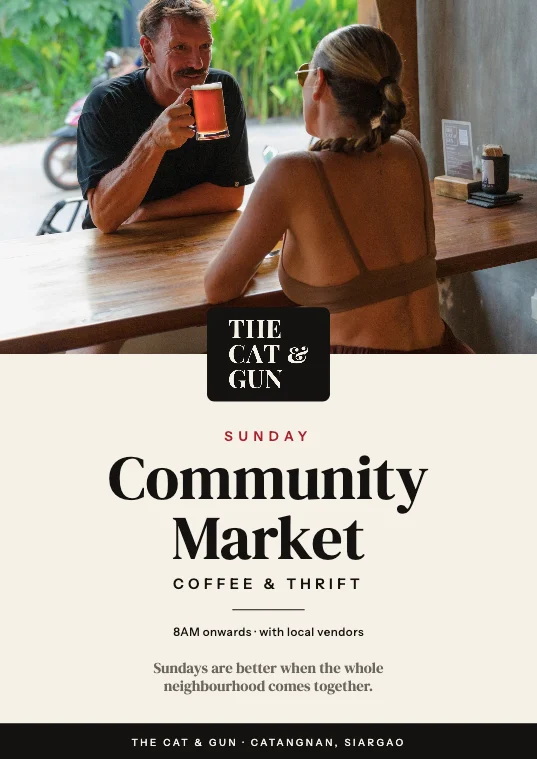 THE
CAT &
GUN
SUNDAY
Community
Market
COFFEE & THRIFT
8AM onwards · with local vendors
Sundays are better when the whole
neighbourhood comes together.
THE CAT & GUN · CATANGNAN, SIARGAO